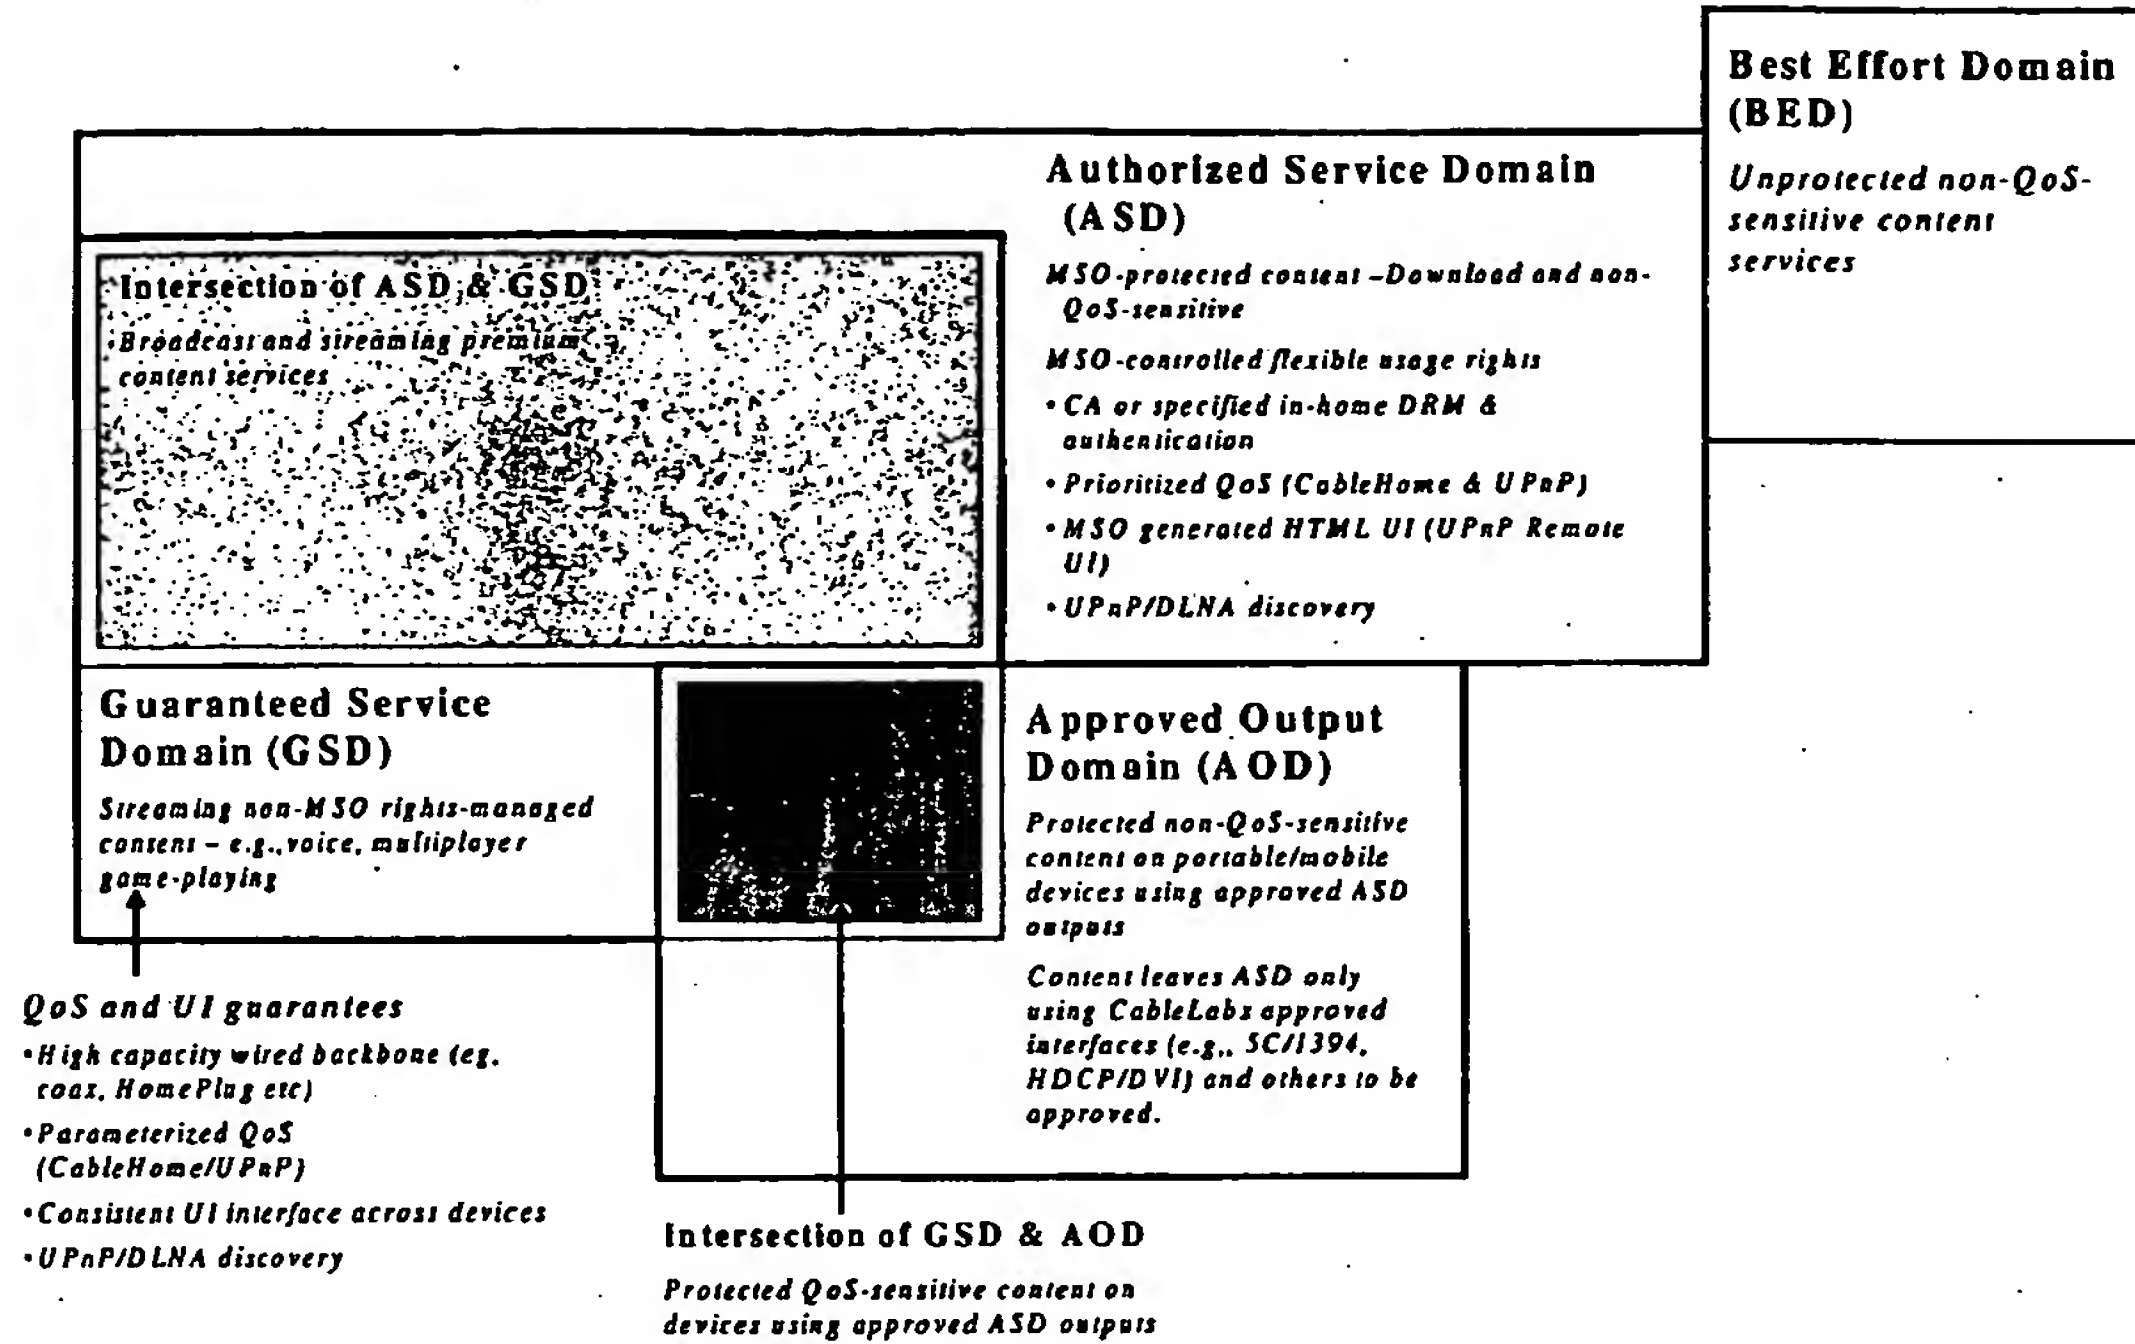 Best Effort Domain
(BED)
Unprotected non-QoS-
sensitive content
services
Authorized Service Domain
(ASD)
MSO-protected content –Download and non-
QoS-sensitive
MSO-controlled flexible usage rights
• CA or specified in-home DRM &
authentication
• Prioritized QoS (CableHome & UPnP)
• MSO generated HTML UI (UPnP Remote
UI)
• UPnP/DLNA discovery
Intersection of ASD & GSD
Broadcast and streaming premium
content services
Guaranteed Service
Domain (GSD)
Streaming non-MSO rights-managed
content – e.g., voice, multiplayer
game-playing
Approved Output
Domain (AOD)
Protected non-QoS-sensitive
content on portable/mobile
devices using approved ASD
outputs
Content leaves ASD only
using CableLabs approved
interfaces (e.g., 5C/1394,
HDCP/DVI) and others to be
approved.
QoS and UI guarantees
• High capacity wired backbone (eg.
coax, HomePlug etc)
• Parameterized QoS
(CableHome/UPnP)
• Consistent UI interface across devices
• UPnP/DLNA discovery
Intersection of GSD & AOD
Protected QoS-sensitive content on
devices using approved ASD outputs